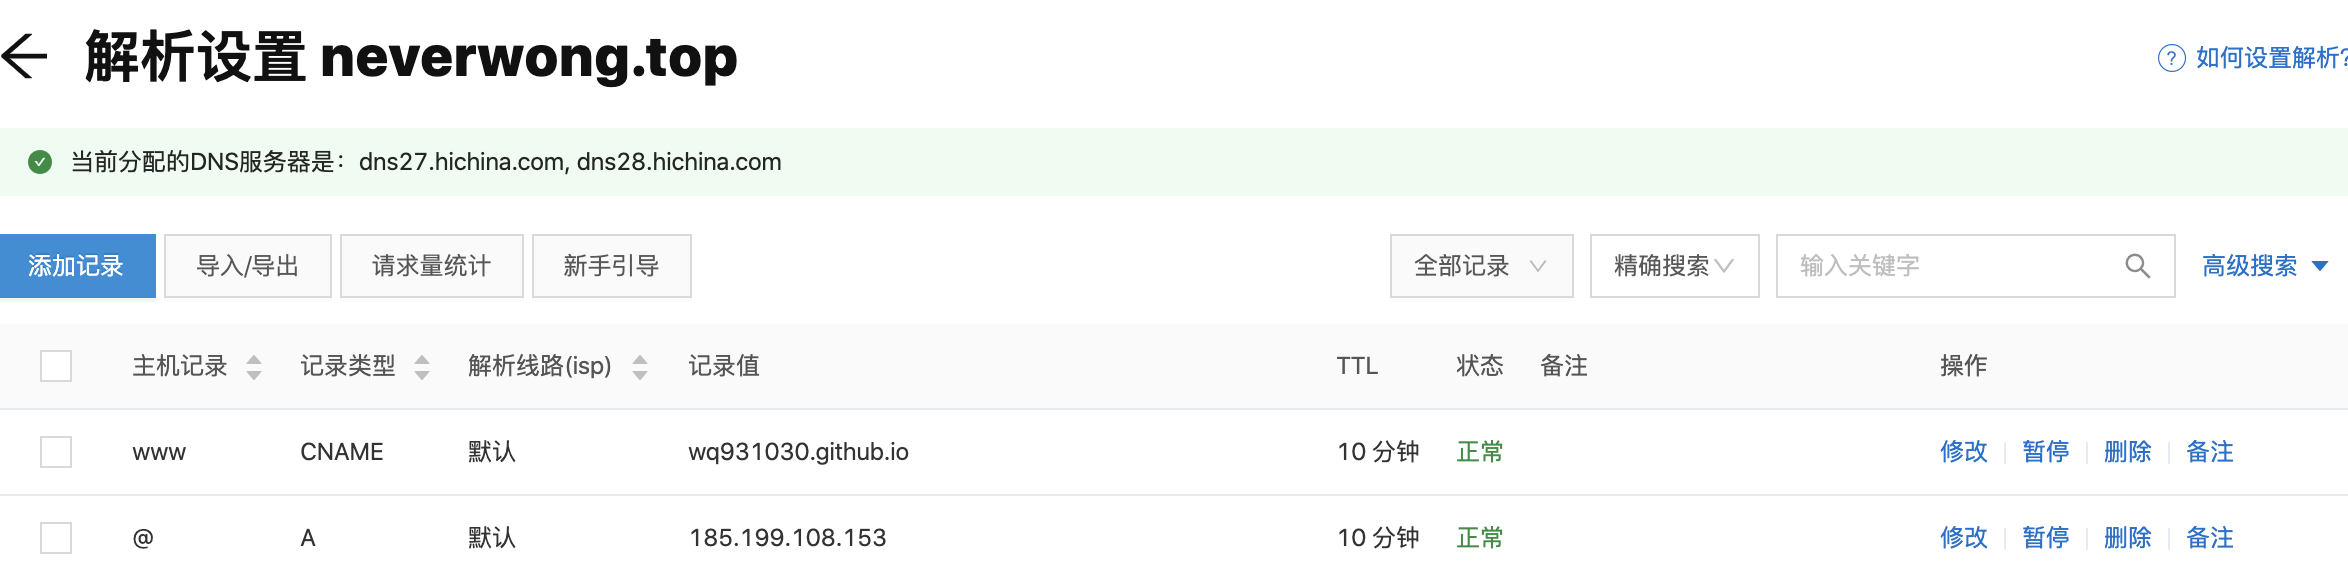 解析设置 neverwong.top
? 如何设置解析?
当前分配的DNS服务器是：dns27.hichina.com, dns28.hichina.com
添加记录 导入/导出 请求量统计 新手引导 全部记录 精确搜索 输入关键字 高级搜索
主机记录 记录类型 解析线路(isp) 记录值 TTL 状态 备注 操作
www CNAME 默认 wq931030.github.io 10 分钟 正常 修改 暂停 删除 备注
@ A 默认 185.199.108.153 10 分钟 正常 修改 暂停 删除 备注